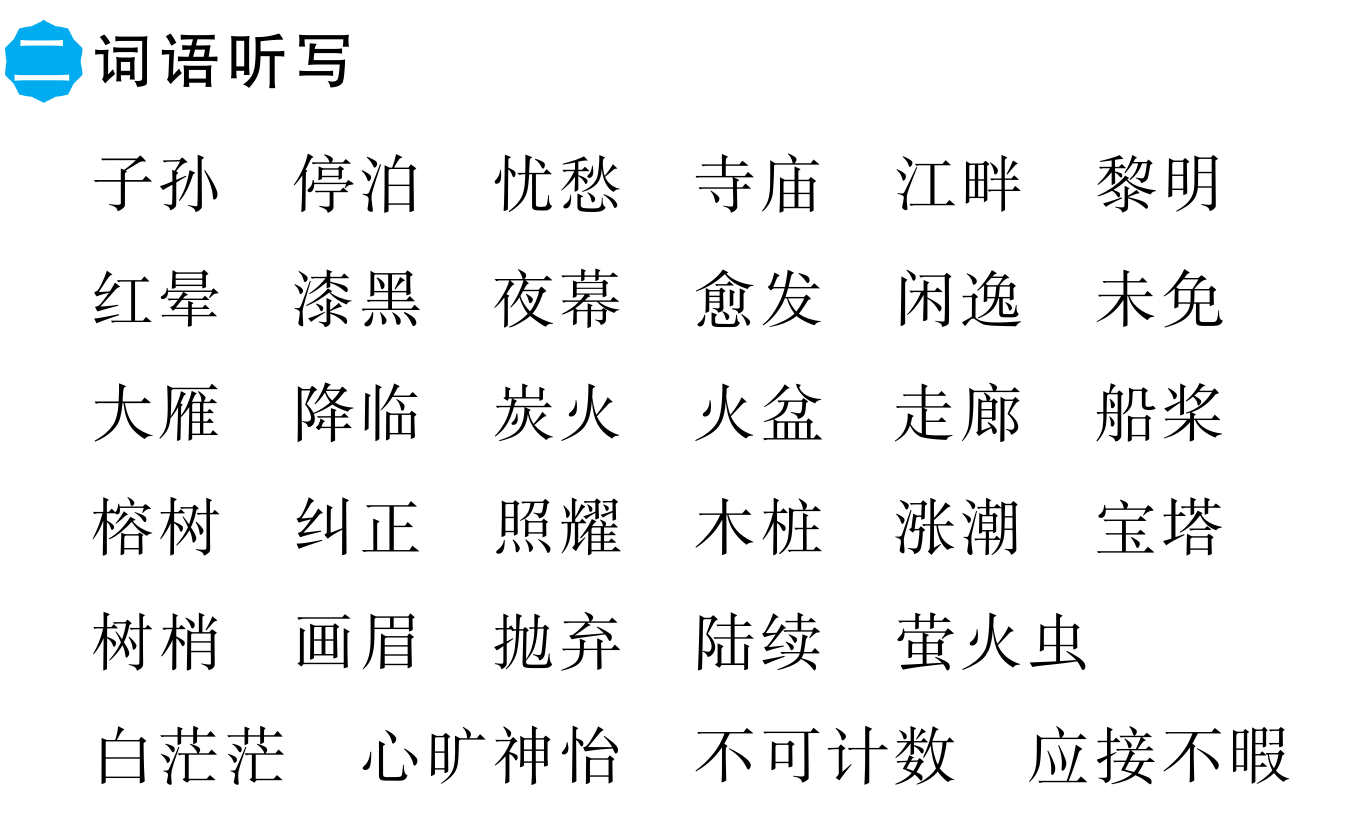 二 词语听写
子孙 停泊 忧愁 寺庙 江畔 黎明
红晕 漆黑 夜幕 愈发 闲逸 未免
大雁 降临 炭火 火盆 走廊 船桨
榕树 纠正 照耀 木桩 涨潮 宝塔
树梢 画眉 抛弃 陆续 萤火虫
白茫茫 心旷神怡 不可计数 应接不暇